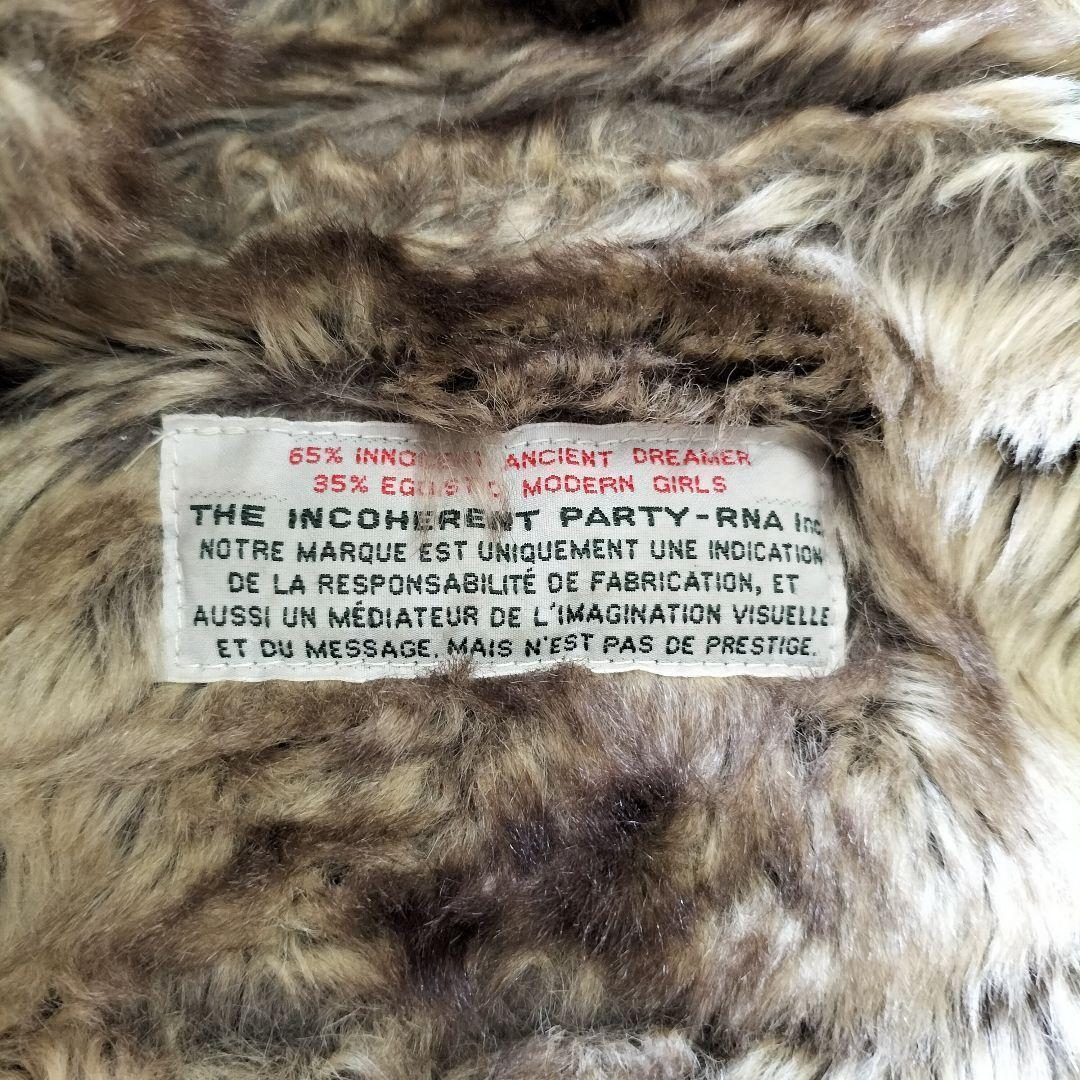 65% ANCIENT DREAMER
35% MODERN GIRLS
THE INCOHERENT PARTY-RNA Inc.
NOTRE MARQUE EST UNIQUEMENT UNE INDICATION
DE LA RESPONSABILITÉ DE FABRICATION, ET
AUSSI UN MÉDIATEUR DE L'IMAGINATION VISUELLE
ET DU MESSAGE. MAIS N'EST PAS DE PRESTIGE.